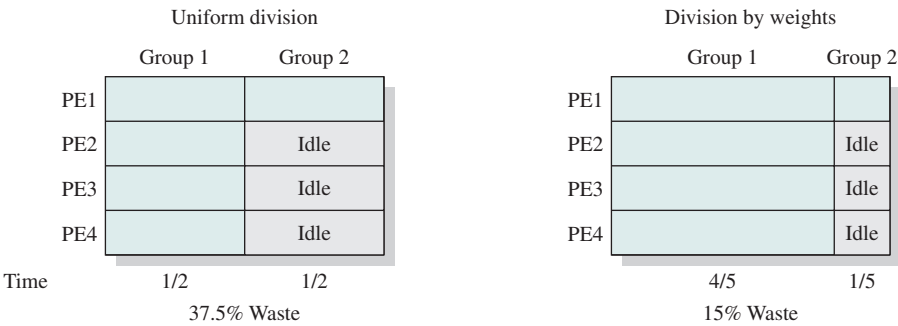 Uniform division
Group 1 Group 2
PE1
PE2 Idle
PE3 Idle
PE4 Idle
Time 1/2 1/2
37.5% Waste
Division by weights
Group 1 Group 2
PE1
PE2 Idle
PE3 Idle
PE4 Idle
4/5 1/5
15% Waste